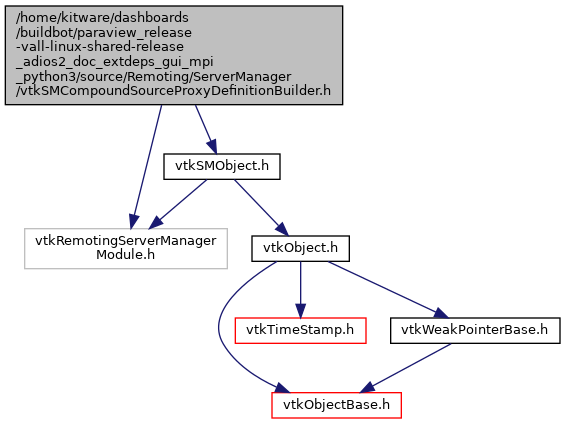 /home/kitware/dashboards
/buildbot/paraview_release
-vall-linux-shared-release
_adios2_doc_extdeps_gui_mpi
_python3/source/Remoting/ServerManager
/vtkSMCompoundSourceProxyDefinitionBuilder.h
vtkSMObject.h
vtkRemotingServerManager
Module.h
vtkObject.h
vtkTimeStamp.h
vtkWeakPointerBase.h
vtkObjectBase.h